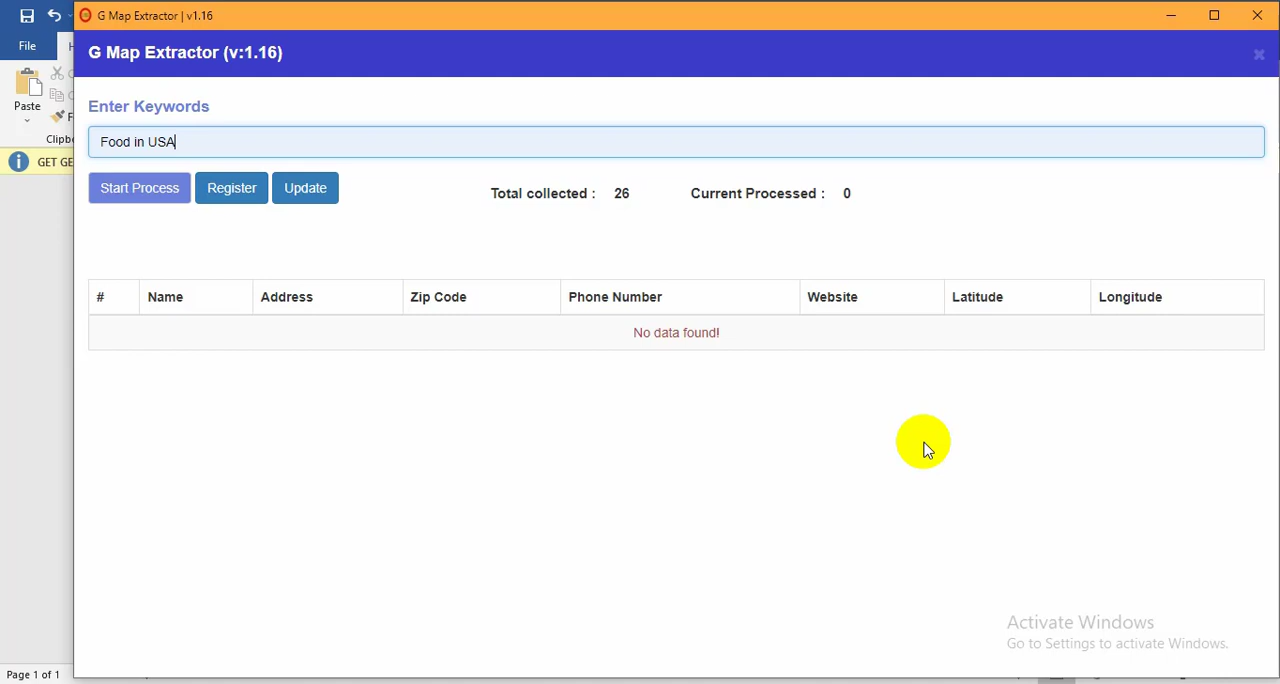 G Map Extractor | v1.16
File
G Map Extractor (v:1.16)
Paste
Enter Keywords
Food in USA
Clipb
GET GE
Start Process Register Update Total collected : 26 Current Processed : 0
# Name Address Zip Code Phone Number Website Latitude Longitude
No data found!
Activate Windows
Go to Settings to activate Windows.
Page 1 of 1